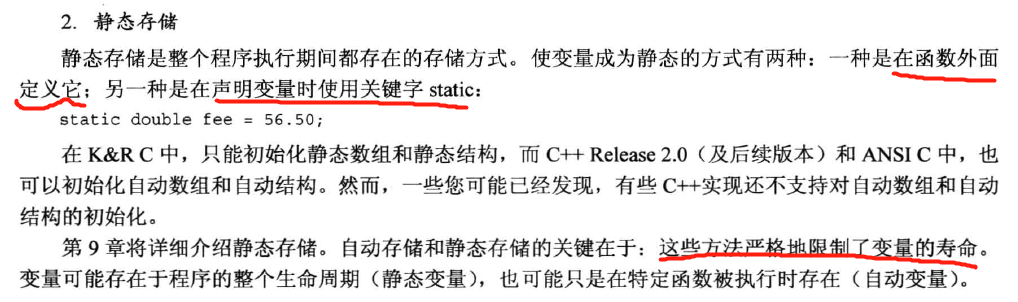 2. 静态存储
静态存储是整个程序执行期间都存在的存储方式。使变量成为静态的方式有两种：一种是在函数外面
定义它；另一种是在声明变量时使用关键字 static：
static double fee = 56.50;
在 K&R C 中，只能初始化静态数组和静态结构，而 C++ Release 2.0（及后续版本）和 ANSI C 中，也
可以初始化自动数组和自动结构。然而，一些您可能已经发现，有些 C++实现还不支持对自动数组和自动
结构的初始化。
第 9 章将详细介绍静态存储。自动存储和静态存储的关键在于：这些方法严格地限制了变量的寿命。
变量可能存在于程序的整个生命周期（静态变量），也可能只是在特定函数被执行时存在（自动变量）。